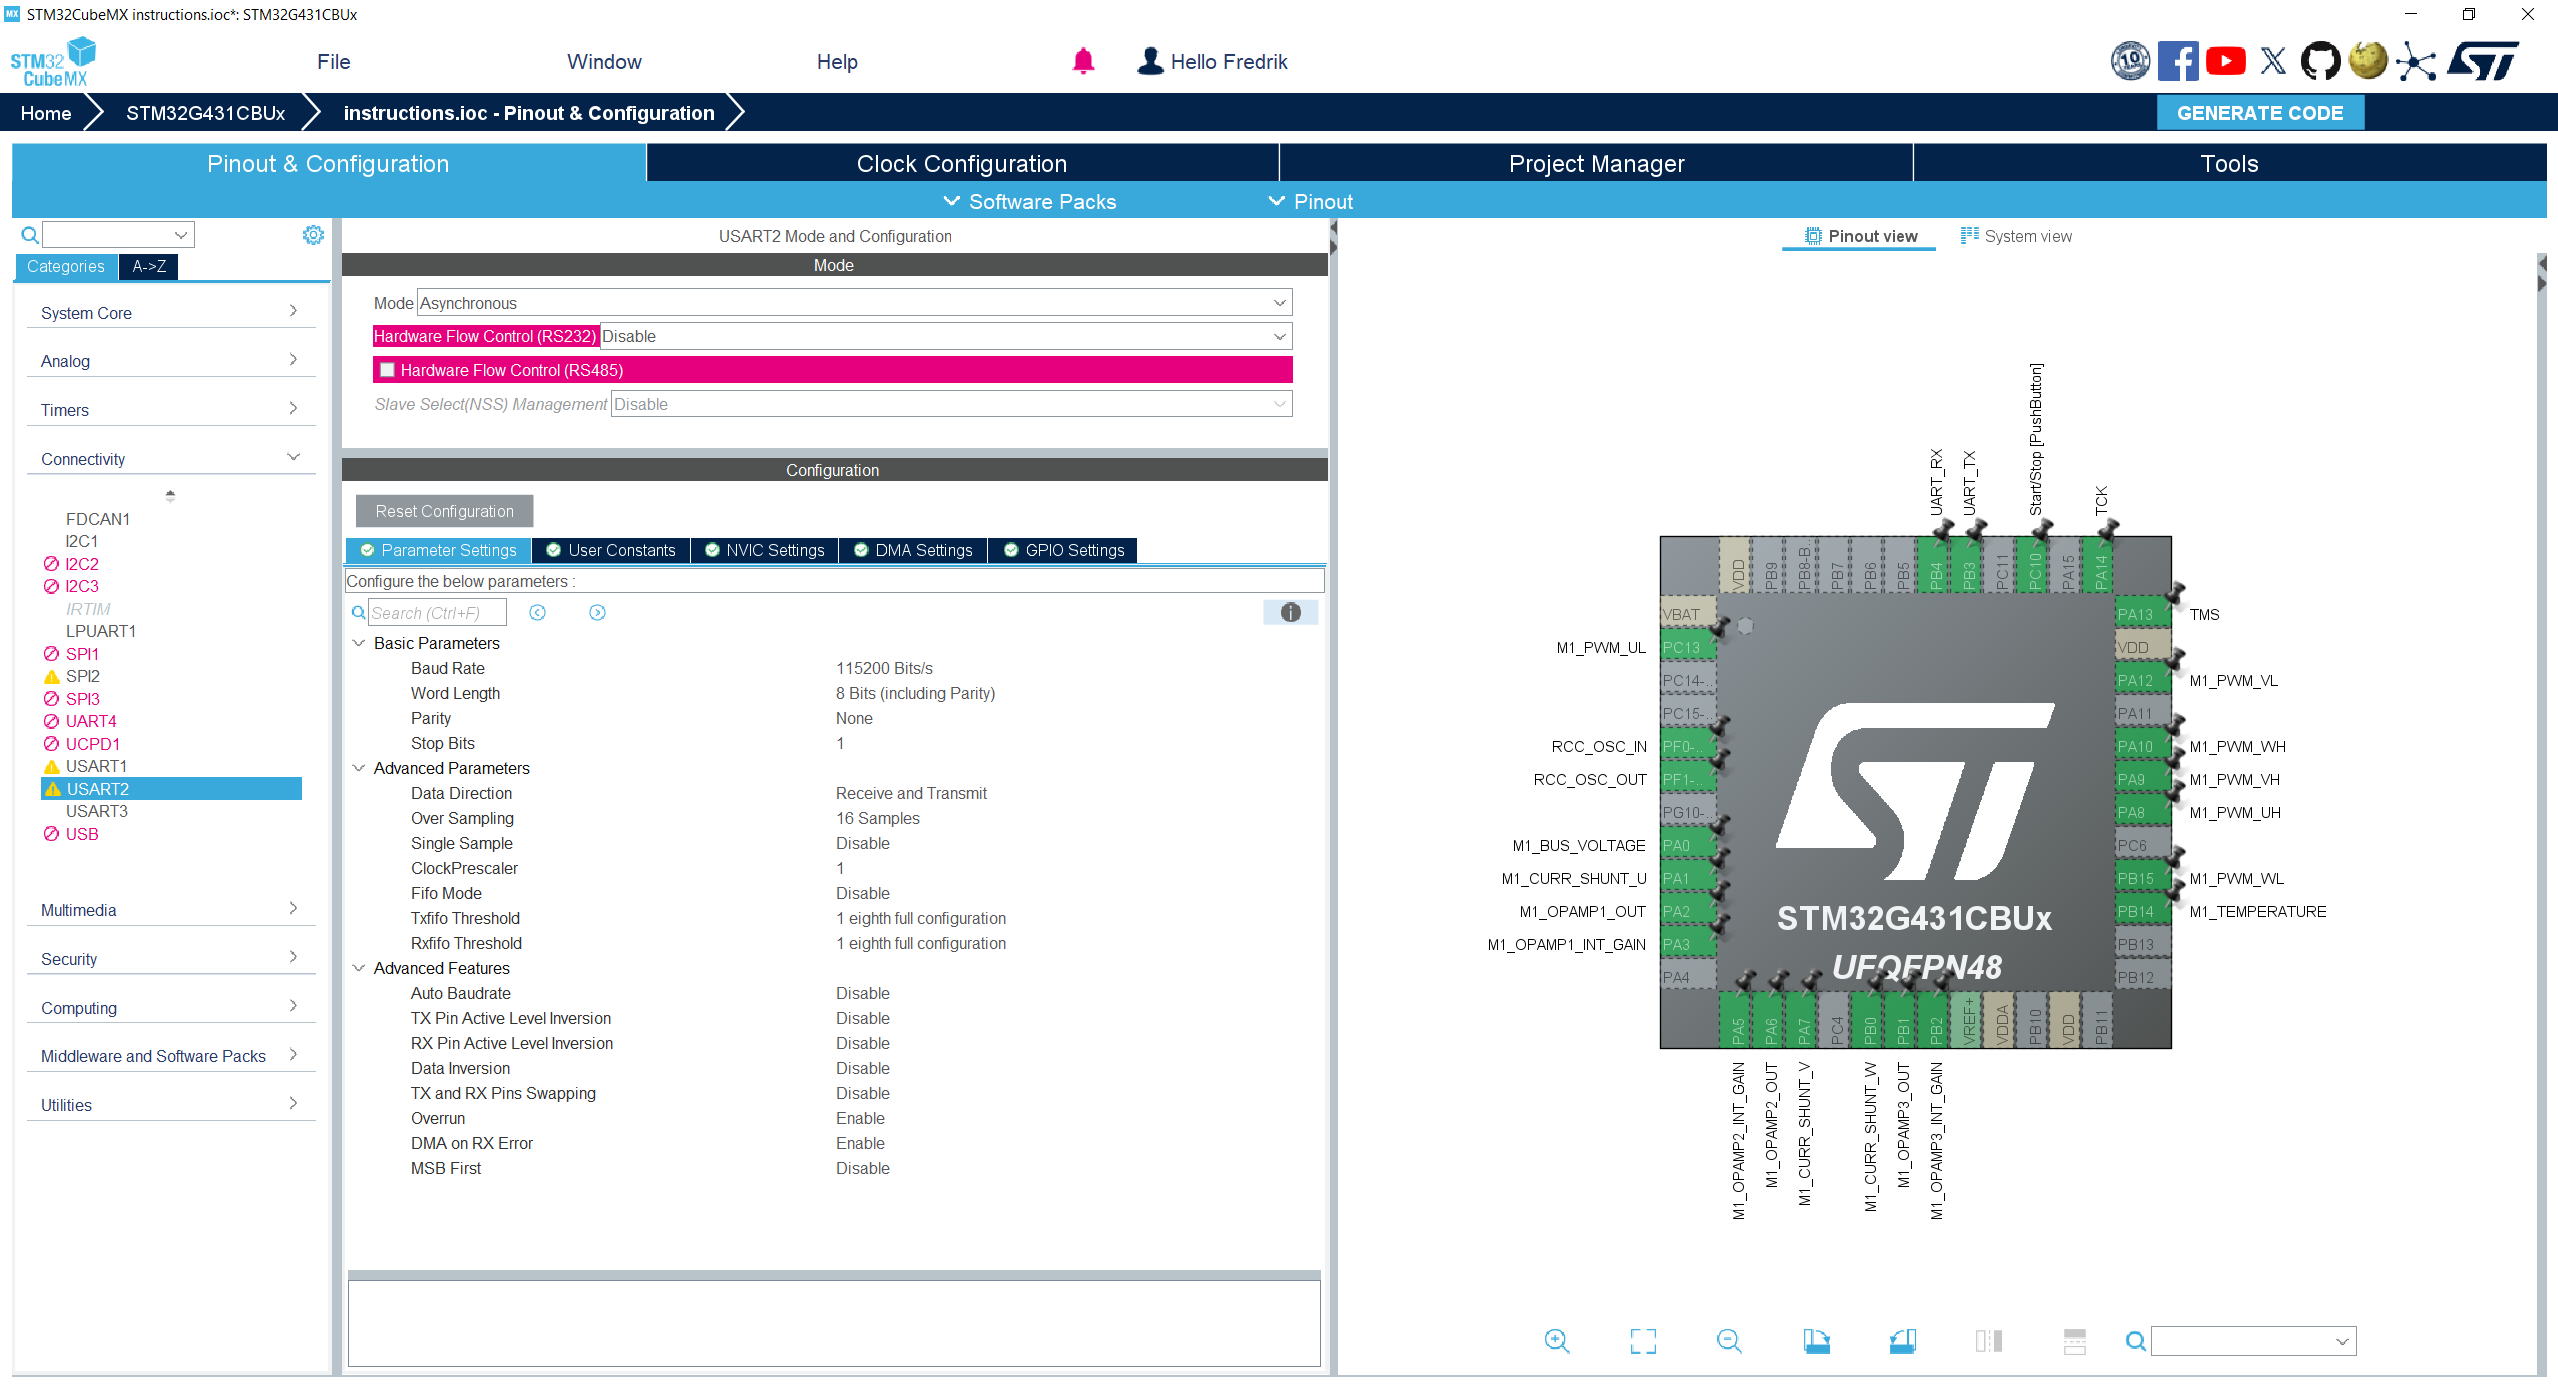 STM32CubeMX instructions.ioc*: STM32G431CBUx
STM32
CubeMX
File
Window
Help
Hello Fredrik
10
Home
STM32G431CBUx
instructions.ioc - Pinout & Configuration
GENERATE CODE
Pinout & Configuration
Clock Configuration
Project Manager
Tools
Software Packs
Pinout
Categories
A->Z
System Core
Analog
Timers
Connectivity
FDCAN1
I2C1
I2C2
I2C3
IRTIM
LPUART1
SPI1
SPI2
SPI3
UART4
UCPD1
USART1
USART2
USART3
USB
Multimedia
Security
Computing
Middleware and Software Packs
Utilities
USART2 Mode and Configuration
Mode
Mode Asynchronous
Hardware Flow Control (RS232) Disable
Hardware Flow Control (RS485)
Slave Select(NSS) Management Disable
Configuration
Reset Configuration
Parameter Settings
User Constants
NVIC Settings
DMA Settings
GPIO Settings
Configure the below parameters :
Search (Ctrl+F)
Basic Parameters
Baud Rate 115200 Bits/s
Word Length 8 Bits (including Parity)
Parity None
Stop Bits 1
Advanced Parameters
Data Direction Receive and Transmit
Over Sampling 16 Samples
Single Sample Disable
ClockPrescaler 1
Fifo Mode Disable
Txfifo Threshold 1 eighth full configuration
Rxfifo Threshold 1 eighth full configuration
Advanced Features
Auto Baudrate Disable
TX Pin Active Level Inversion Disable
RX Pin Active Level Inversion Disable
Data Inversion Disable
TX and RX Pins Swapping Disable
Overrun Enable
DMA on RX Error Enable
MSB First Disable
Pinout view
System view
UART_RX
UART_TX
Start/Stop [PushButton]
TCK
VDD
PB9
PB8-B..
PB7
PB6
PB5
PB4
PB3
PC11
PC10
PA15
PA14
VBAT
M1_PWM_UL PC13
PC14-..
PC15-..
RCC_OSC_IN PF0-..
RCC_OSC_OUT PF1-..
PG10-..
M1_BUS_VOLTAGE PA0
M1_CURR_SHUNT_U PA1
M1_OPAMP1_OUT PA2
M1_OPAMP1_INT_GAIN PA3
PA4
PA13 TMS
VDD
PA12 M1_PWM_VL
PA11
PA10 M1_PWM_WH
PA9 M1_PWM_VH
PA8 M1_PWM_UH
PC6
PB15 M1_PWM_WL
PB14 M1_TEMPERATURE
PB13
PB12
ST
STM32G431CBUx
UFQFPN48
PA5
PA6
PA7
PC4
PB0
PB1
PB2
VREF+
VDDA
PB10
VDD
PB11
M1_OPAMP2_INT_GAIN
M1_OPAMP2_OUT
M1_CURR_SHUNT_V
M1_CURR_SHUNT_W
M1_OPAMP3_OUT
M1_OPAMP3_INT_GAIN